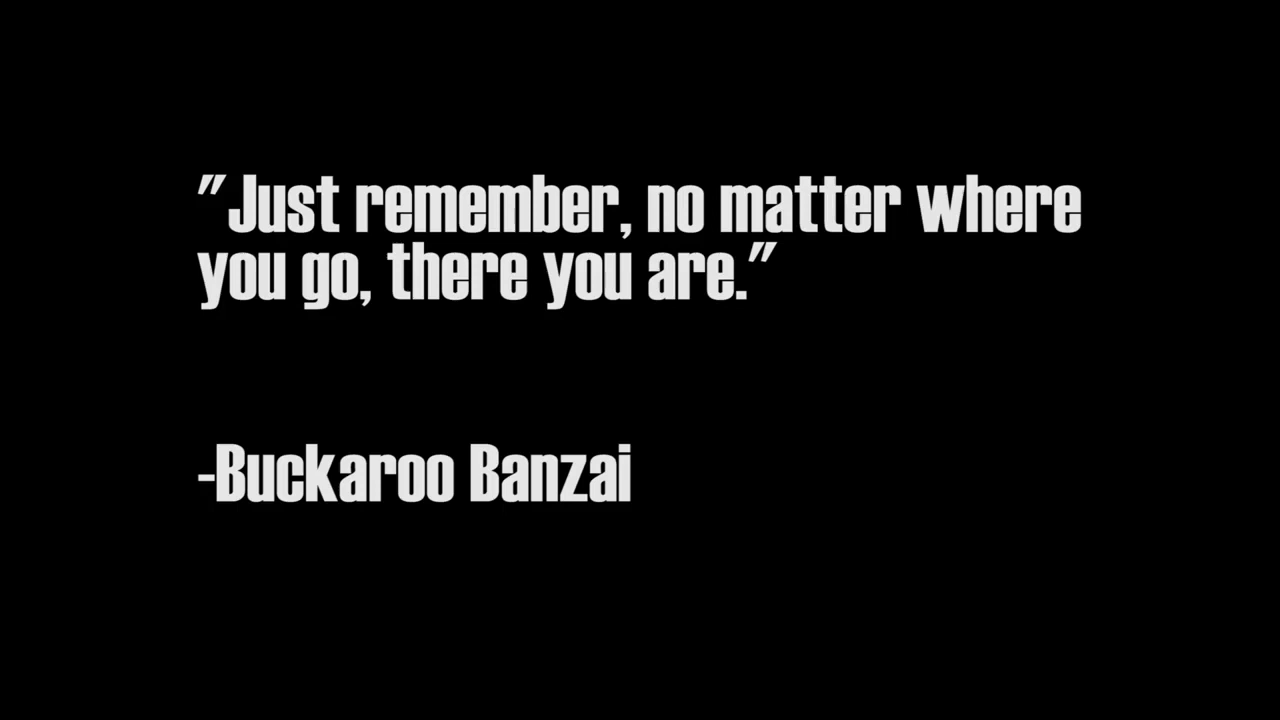 "Just remember, no matter where
you go, there you are."
-Buckaroo Banzai